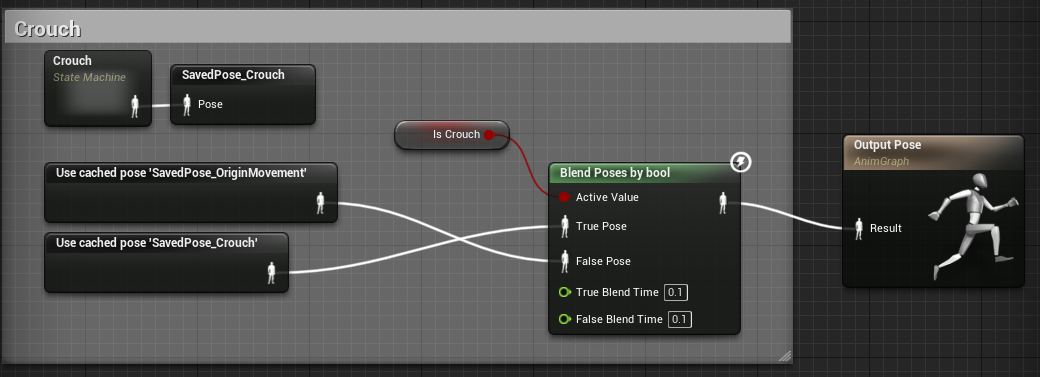 Crouch
Crouch
State Machine
SavedPose_Crouch
Pose
Is Crouch
Use cached pose 'SavedPose_OriginMovement'
Use cached pose 'SavedPose_Crouch'
Blend Poses by bool
Active Value
True Pose
False Pose
True Blend Time 0.1
False Blend Time 0.1
Output Pose
AnimGraph
Result